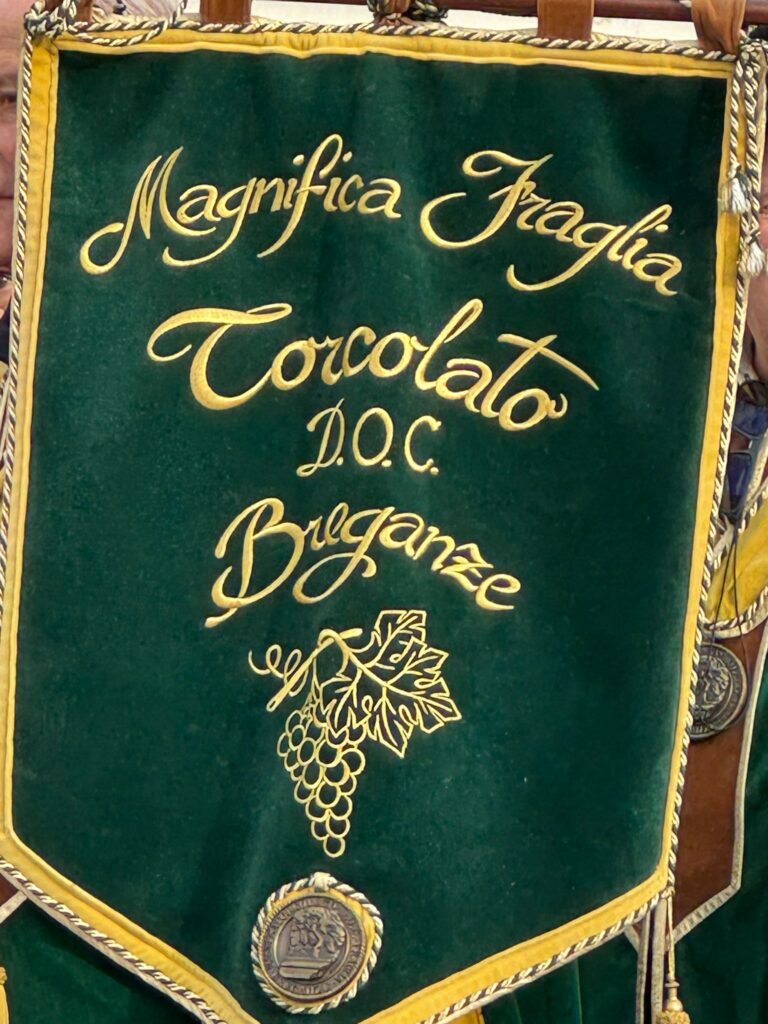 Magnifica Fraglia
Torcolato
D.O.C.
Breganze